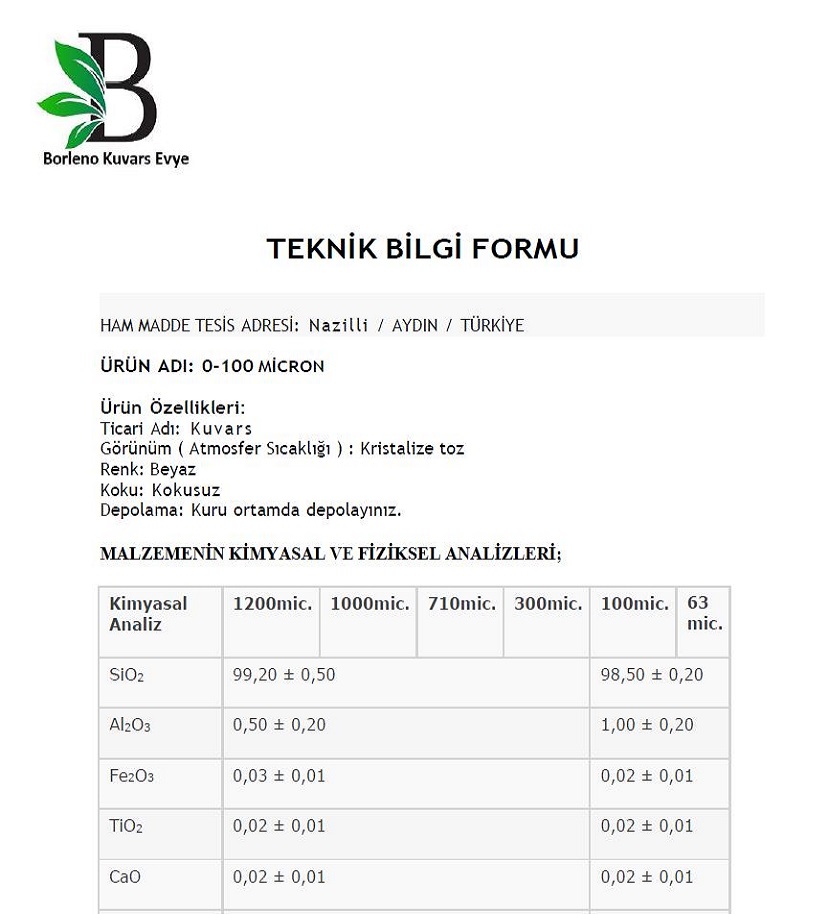 B
Borleno Kuvars Evye
TEKNİK BİLGİ FORMU
HAM MADDE TESİS ADRESİ: Nazilli / AYDIN / TÜRKİYE
ÜRÜN ADI: 0-100 MİCRON
Ürün Özellikleri:
Ticari Adı: Kuvars
Görünüm ( Atmosfer Sıcaklığı ) : Kristalize toz
Renk: Beyaz
Koku: Kokusuz
Depolama: Kuru ortamda depolayınız.
MALZEMENİN KİMYASAL VE FİZİKSEL ANALİZLERİ;
Kimyasal Analiz 1200mic. 1000mic. 710mic. 300mic. 100mic. 63 mic.
SiO₂ 99,20 ± 0,50 98,50 ± 0,20
Al₂O₃ 0,50 ± 0,20 1,00 ± 0,20
Fe₂O₃ 0,03 ± 0,01 0,02 ± 0,01
TiO₂ 0,02 ± 0,01 0,02 ± 0,01
CaO 0,02 ± 0,01 0,02 ± 0,01